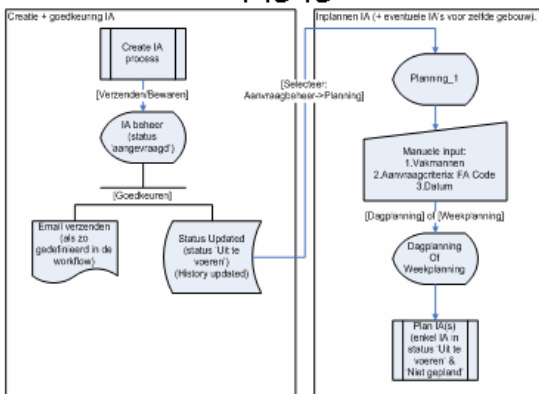 Creatie + goedkeuring IA
Create IA
process
[Verzenden/Bewaren]
IA beheer
(status
'aangevraagd')
[Goedkeuren]
Email verzenden
(als zo
gedefinieerd in de
workflow)
Status Updated
(status 'Uit te
voeren')
(History updated)
[Selecteer:
Aanvraagbeheer->Planning]
Inplannen IA (+ eventuele IA's voor zelfde gebouw).
Planning_1
Manuele input:
1.Vakmannen
2.Aanvraagcriteria: FA Code
3.Datum
[Dagplanning] of [Weekplanning]
Dagplanning
Of
Weekplanning
Plan IA(s)
(enkel IA in
status 'Uit te
voeren' &
'Niet gepland'